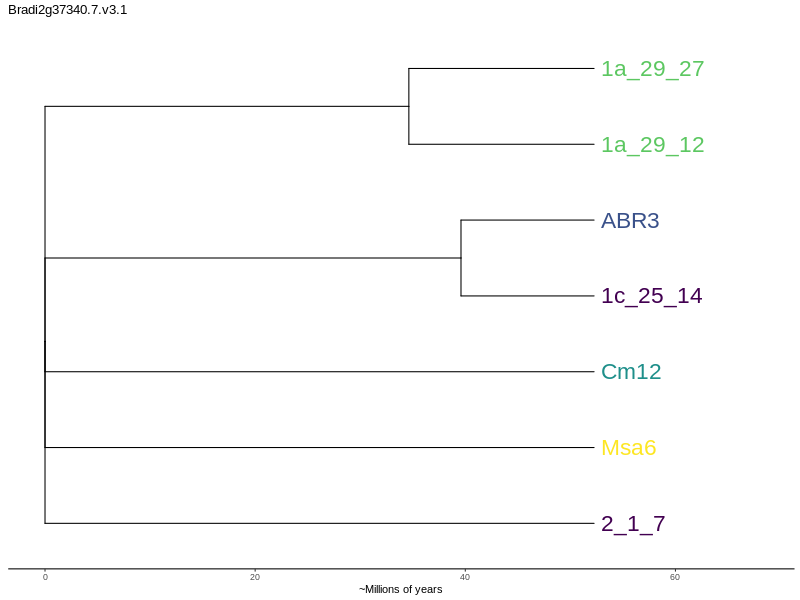 Bradi2g37340.7.v3.1
1a_29_27
1a_29_12
ABR3
1c_25_14
Cm12
Msa6
2_1_7
0 20 40 60
~Millions of years